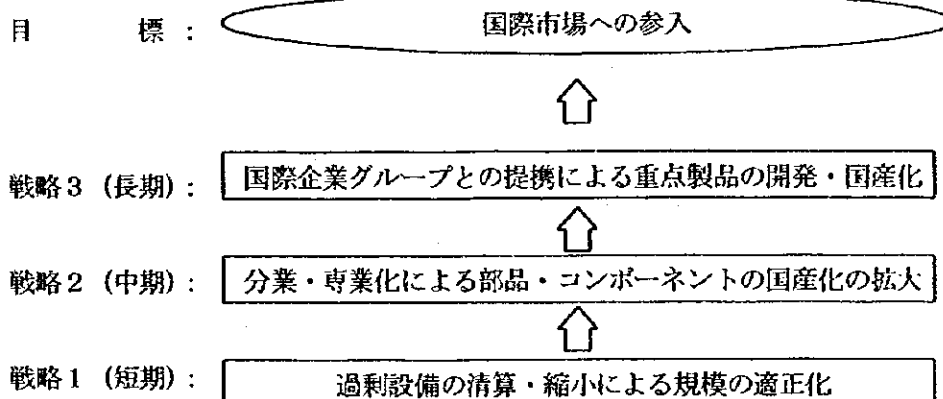 目　　　標 : 国際市場への参入
戦略3 (長期) : 国際企業グループとの提携による重点製品の開発・国産化
戦略2 (中期) : 分業・専業化による部品・コンポーネントの国産化の拡大
戦略1 (短期) : 過剰設備の清算・縮小による規模の適正化